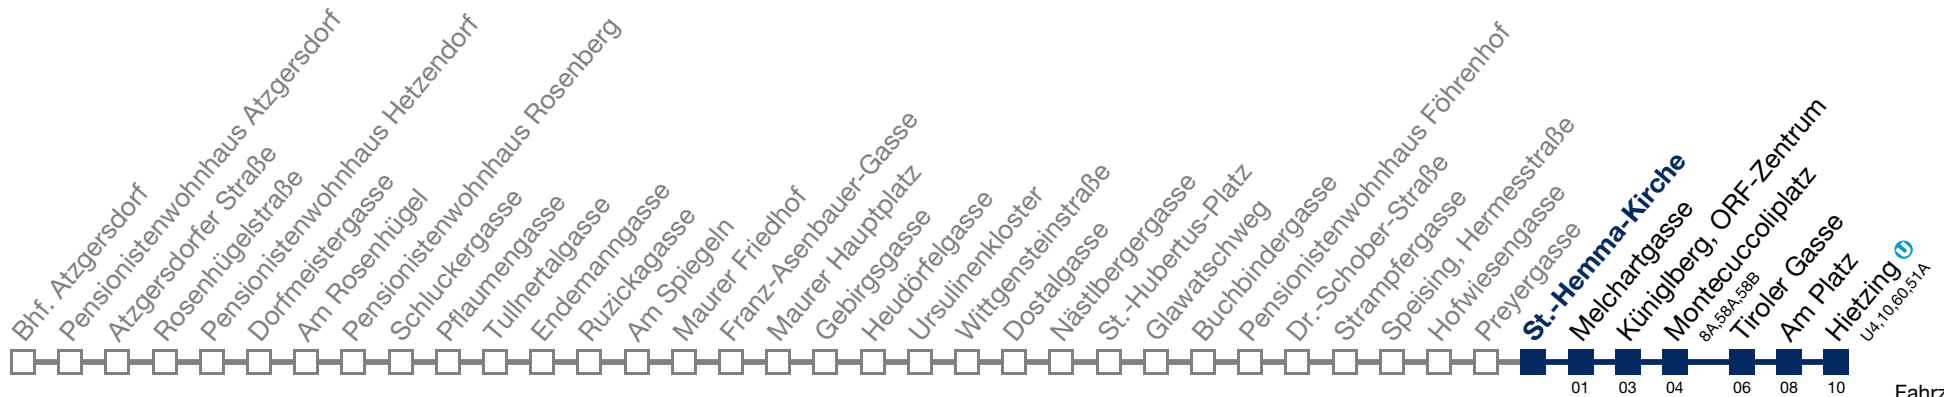 Bhf. Atzgersdorf
Pensionistenwohnhaus Atzgersdorf
Atzgersdorfer Straße
Rosenhügelstraße
Pensionistenwohnhaus Hetzendorf
Dorfmeistergasse
Am Rosenhügel
Pensionistenwohnhaus Rosenberg
Schluckergasse
Pflaumengasse
Tullnertalgasse
Endemanngasse
Ruzickagasse
Am Spiegeln
Maurer Friedhof
Franz-Asenbauer-Gasse
Maurer Hauptplatz
Gebirgsgasse
Heudörfelgasse
Ursulinenkloster
Wittgensteinstraße
Dostalgasse
Nästlbergergasse
St.-Hubertus-Platz
Glawatschweg
Buchbindergasse
Pensionistenwohnhaus Föhrenhof
Dr.-Schober-Straße
Strampfergasse
Speising, Hermesstraße
Hofwiesengasse
Preyergasse
St.-Hemma-Kirche
Melchartgasse
Küniglberg, ORF-Zentrum
Montecuccoliplatz
8A,58A,58B
Tiroler Gasse
Am Platz
Hietzing U
U4,10,60,51A
01 03 04 06 08 10
Fahrz